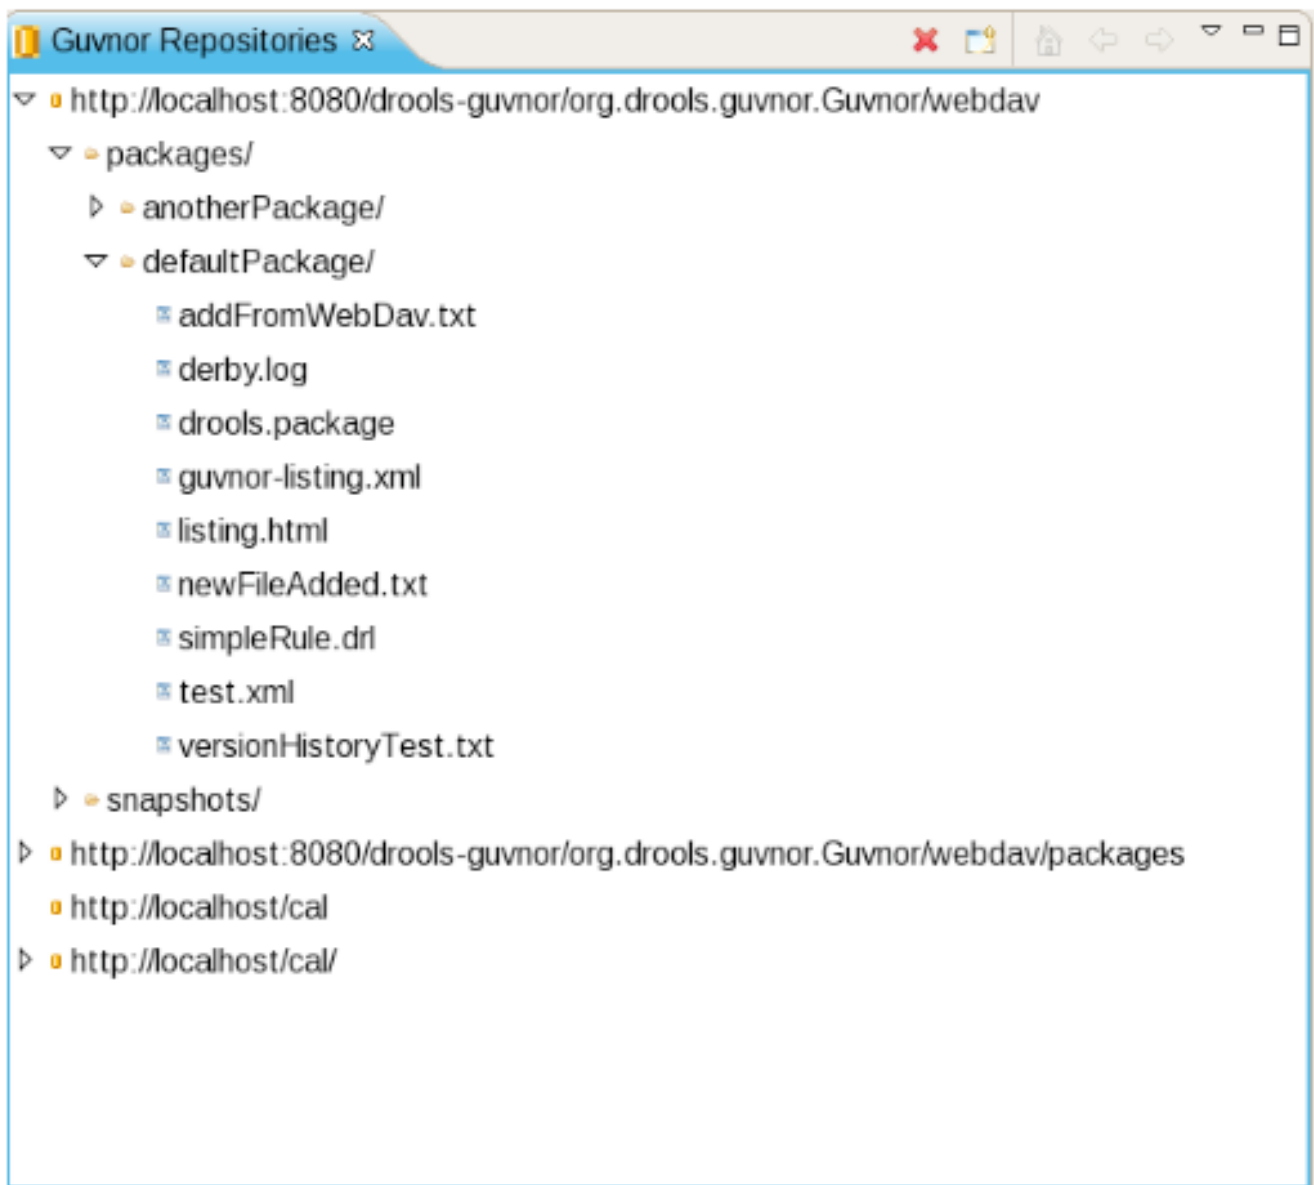 Guvnor Repositories
http://localhost:8080/drools-guvnor/org.drools.guvnor.Guvnor/webdav
packages/
anotherPackage/
defaultPackage/
addFromWebDav.txt
derby.log
drools.package
guvnor-listing.xml
listing.html
newFileAdded.txt
simpleRule.drl
test.xml
versionHistoryTest.txt
snapshots/
http://localhost:8080/drools-guvnor/org.drools.guvnor.Guvnor/webdav/packages
http://localhost/cal
http://localhost/cal/